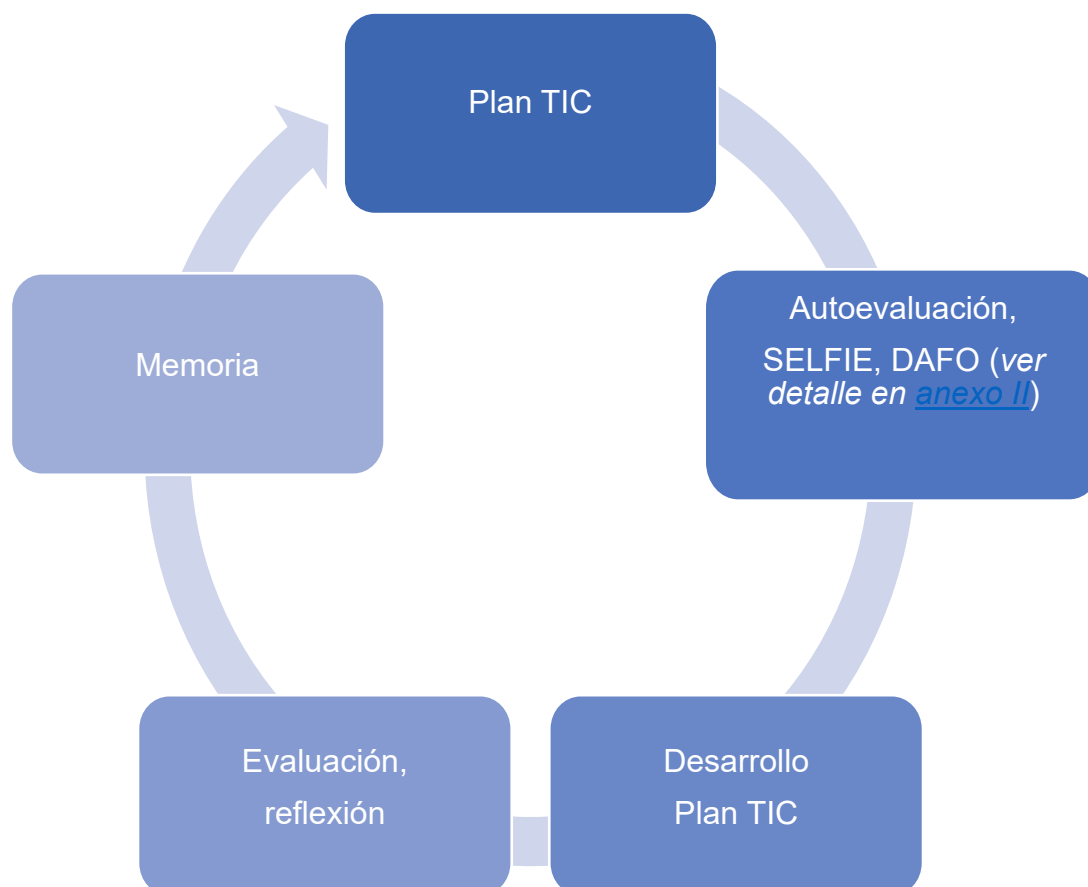 Plan TIC
Autoevaluación,
SELFIE, DAFO (ver
detalle en anexo II)
Desarrollo
Plan TIC
Evaluación,
reflexión
Memoria